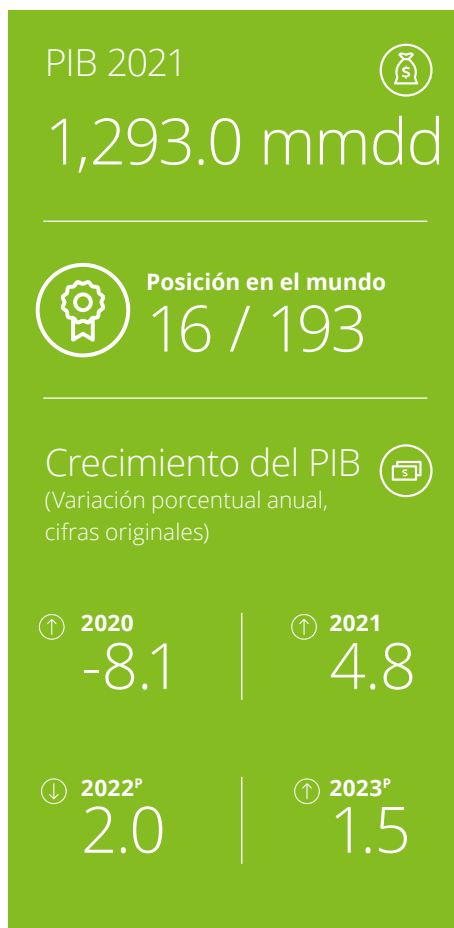 PIB 2021
$
1,293.0 mmdd
Posición en el mundo
16 / 193
Crecimiento del PIB
$
(Variación porcentual anual,
cifras originales)
2020
-8.1
2021
4.8
2022ᴾ
2.0
2023ᴾ
1.5